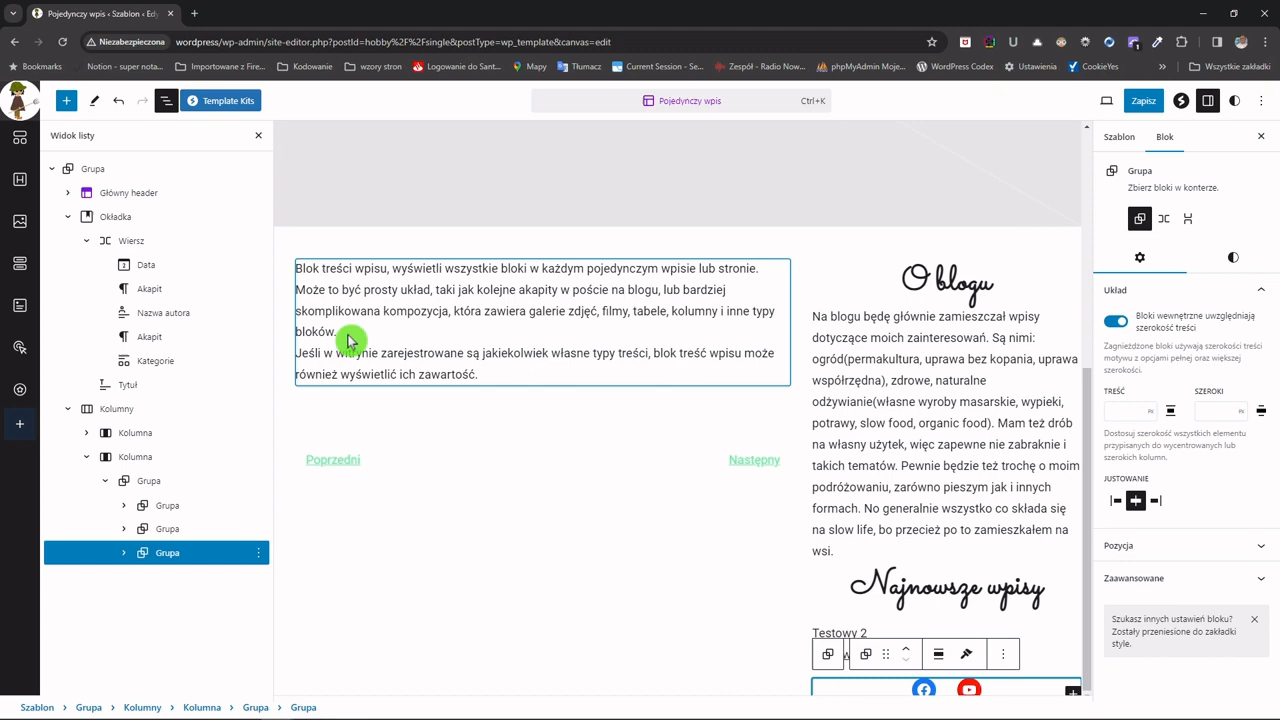 Pojedynczy wpis ‹ Szablon ‹ Edy
Niezabezpieczona
wordpress/wp-admin/site-editor.php?postId=hobby%2F%2Fsingle&postType=wp_template&canvas=edit
Bookmarks
Notion - super nota...
Importowane z Fire...
Kodowanie
wzory stron
Logowanie do Sant...
Mapy
Tłumacz
Current Session - Se...
Zespół - Radio Now...
phpMyAdmin Moje...
WordPress Codex
Ustawienia
CookieYes
Wszystkie zakładki
Template Kits
Pojedynczy wpis
Ctrl+K
Zapisz
Widok listy
Grupa
Główny header
Okładka
Wiersz
Data
Akapit
Nazwa autora
Akapit
Kategorie
Tytuł
Kolumny
Kolumna
Kolumna
Grupa
Grupa
Grupa
Grupa
Blok treści wpisu, wyświetli wszystkie bloki w każdym pojedynczym wpisie lub stronie.
Może to być prosty układ, taki jak kolejne akapity w poście na blogu, lub bardziej
skomplikowana kompozycja, która zawiera galerie zdjęć, filmy, tabele, kolumny i inne typy
bloków.
Jeśli w witrynie zarejestrowane są jakiekolwiek własne typy treści, blok treść wpisu może
również wyświetlić ich zawartość.
Poprzedni
Następny
O blogu
Na blogu będę głównie zamieszczał wpisy
dotyczące moich zainteresowań. Są nimi:
ogród(permakultura, uprawa bez kopania, uprawa
współrzędna), zdrowe, naturalne
odżywianie(własne wyroby masarskie, wypieki,
potrawy, slow food, organic food). Mam też drób
na własny użytek, więc zapewne nie zabraknie i
takich tematów. Pewnie będzie też trochę o moim
podróżowaniu, zarówno pieszym jak i innych
formach. No generalnie wszystko co składa się
na slow life, bo przecież po to zamieszkałem na
wsi.
Najnowsze wpisy
Testowy 2
Szablon
Blok
Grupa
Zbierz bloki w kontenerze.
Układ
Bloki wewnętrzne uwzględniają
szerokość treści
Zagnieżdżone bloki używają szerokości treści
motywu z opcjami pełnej oraz większej
szerokości.
TREŚĆ
SZEROKI
PX
PX
Dostosuj szerokość wszystkich elementu
przypisanych do wycentrowanych lub
szerokich kolumn.
JUSTOWANIE
Pozycja
Zaawansowane
Szukasz innych ustawień bloku?
Zostały przeniesione do zakładki
style.
Szablon
Grupa
Kolumny
Kolumna
Grupa
Grupa